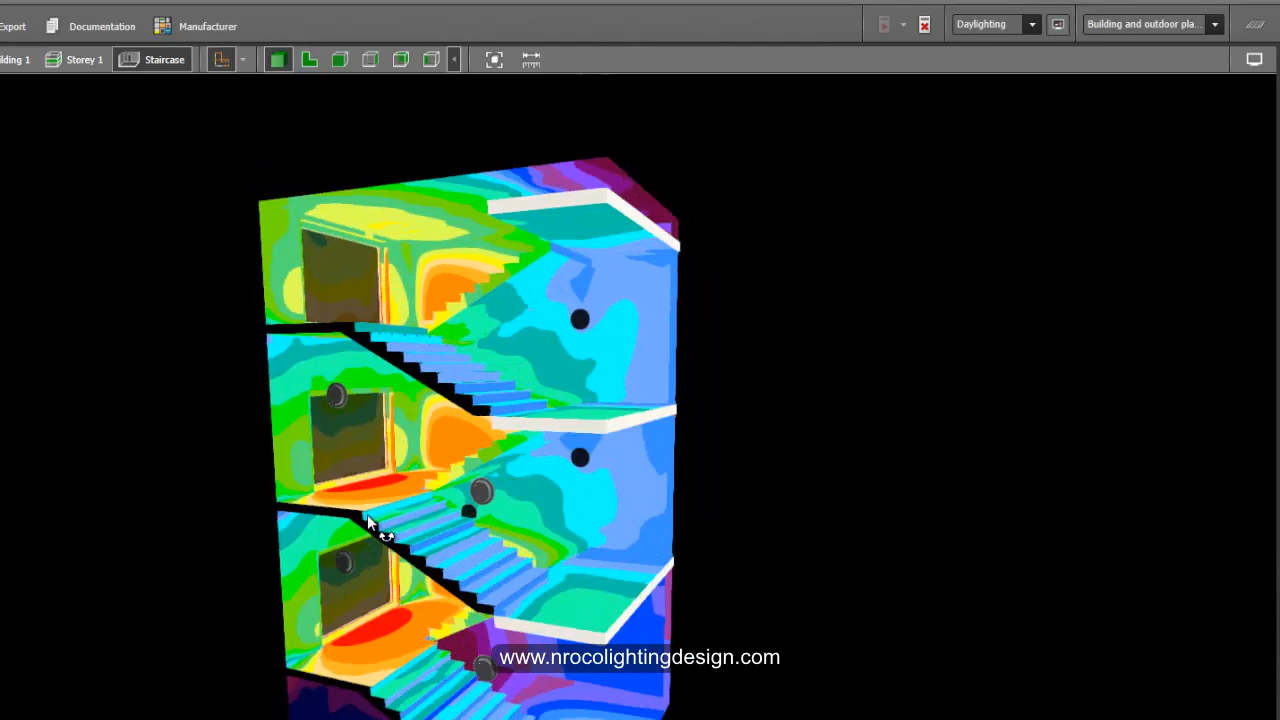 Export Documentation Manufacturer Daylighting Building and outdoor pla...
ilding 1 Storey 1 Staircase
www.nrocolightingdesign.com